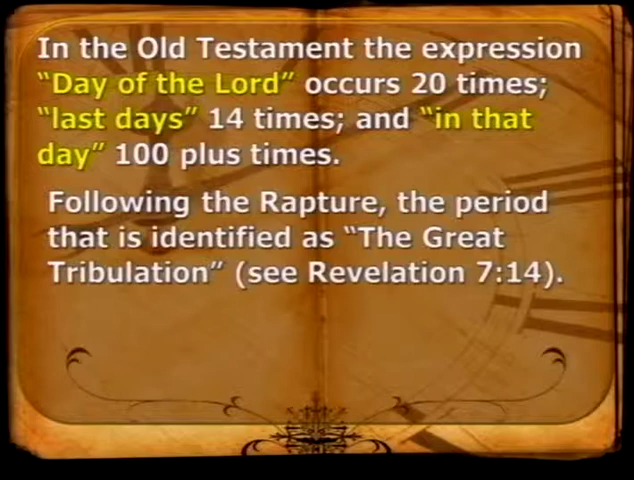 In the Old Testament the expression
“Day of the Lord” occurs 20 times;
“last days” 14 times; and “in that
day” 100 plus times.
Following the Rapture, the period
that is identified as “The Great
Tribulation” (see Revelation 7:14).